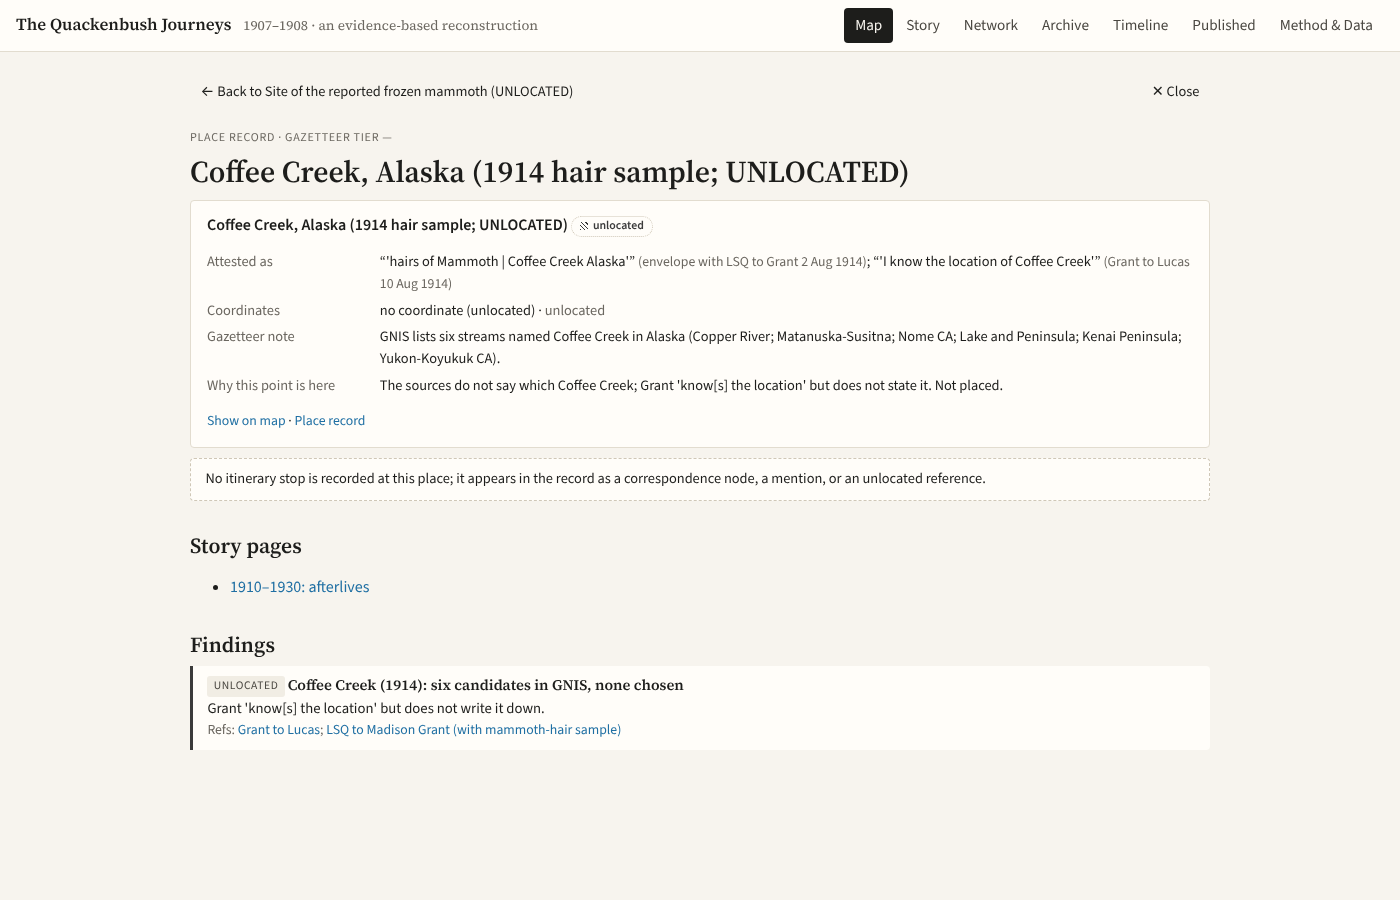 The Quackenbush Journeys 1907–1908 · an evidence-based reconstruction Map Story Network Archive Timeline Published Method & Data
← Back to Site of the reported frozen mammoth (UNLOCATED) ✕ Close
PLACE RECORD · GAZETTEER TIER —
Coffee Creek, Alaska (1914 hair sample; UNLOCATED)
Coffee Creek, Alaska (1914 hair sample; UNLOCATED) unlocated
Attested as “'hairs of Mammoth | Coffee Creek Alaska'” (envelope with LSQ to Grant 2 Aug 1914); “'I know the location of Coffee Creek'” (Grant to Lucas
10 Aug 1914)
Coordinates no coordinate (unlocated) · unlocated
Gazetteer note GNIS lists six streams named Coffee Creek in Alaska (Copper River; Matanuska-Susitna; Nome CA; Lake and Peninsula; Kenai Peninsula;
Yukon-Koyukuk CA).
Why this point is here The sources do not say which Coffee Creek; Grant 'know[s] the location' but does not state it. Not placed.
Show on map · Place record
No itinerary stop is recorded at this place; it appears in the record as a correspondence node, a mention, or an unlocated reference.
Story pages
• 1910–1930: afterlives
Findings
UNLOCATED Coffee Creek (1914): six candidates in GNIS, none chosen
Grant 'know[s] the location' but does not write it down.
Refs: Grant to Lucas; LSQ to Madison Grant (with mammoth-hair sample)